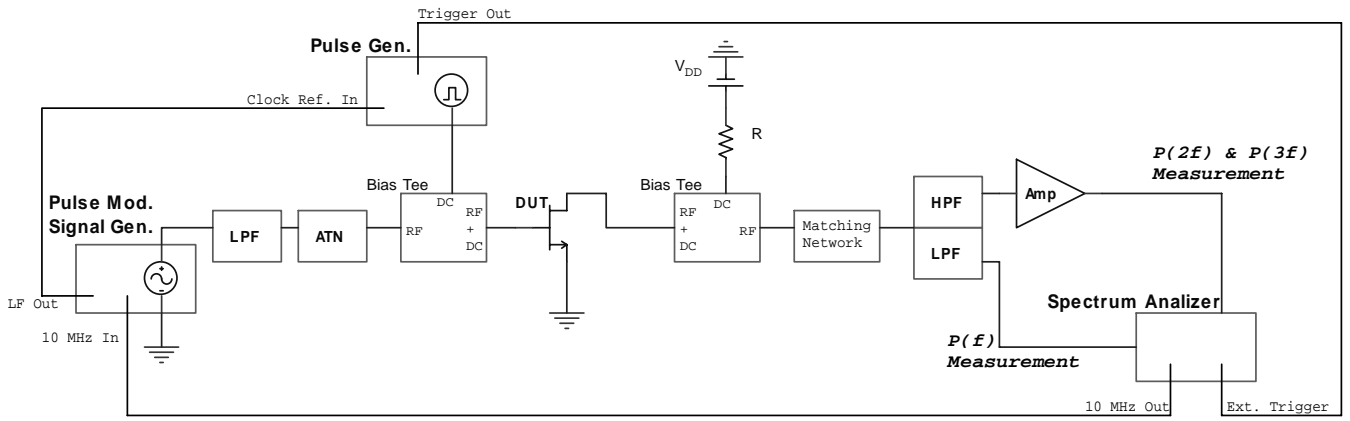 Trigger Out
Pulse Gen.
Clock Ref. In
V_DD
R
P(2f) & P(3f)
Measurement
Pulse Mod.
Signal Gen.
LPF
ATN
Bias Tee
DC
RF
RF
+
DC
DUT
Bias Tee
DC
RF
+
DC
RF
Matching
Network
HPF
LPF
Amp
LF Out
10 MHz In
Spectrum Analizer
P(f)
Measurement
10 MHz Out
Ext. Trigger